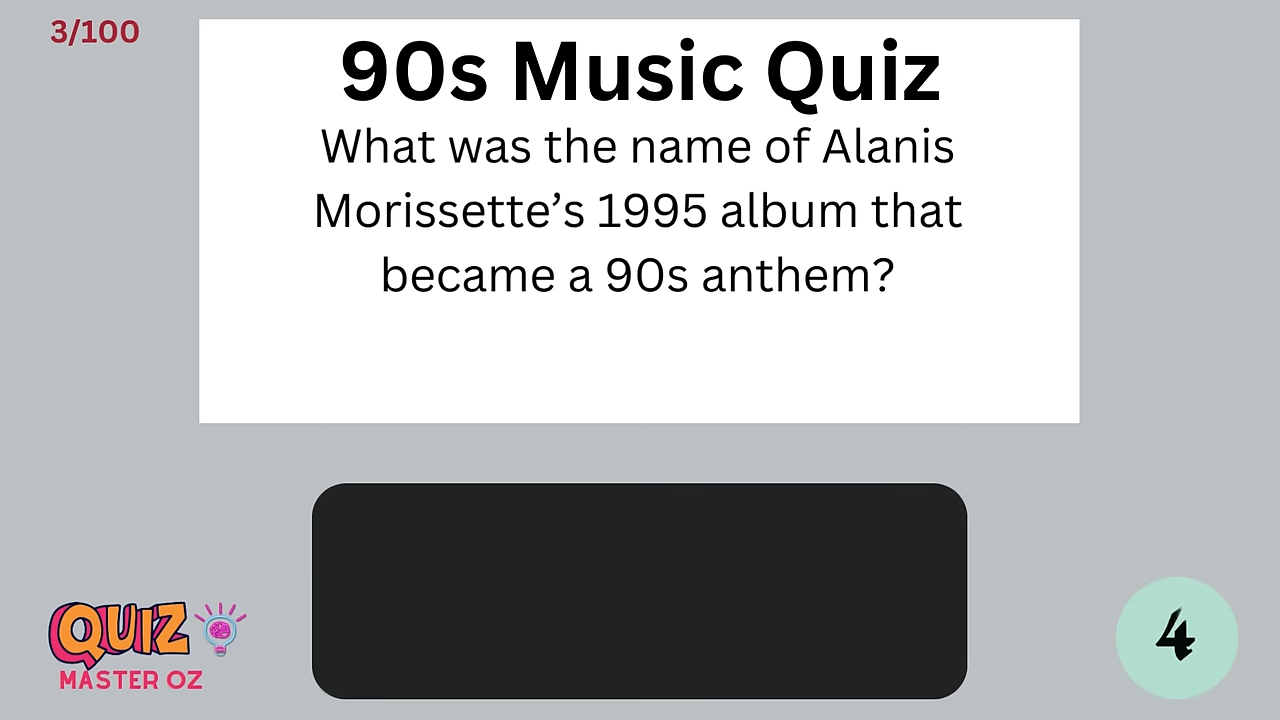 3/100
90s Music Quiz
What was the name of Alanis
Morissette’s 1995 album that
became a 90s anthem?
QUIZ
MASTER OZ
4